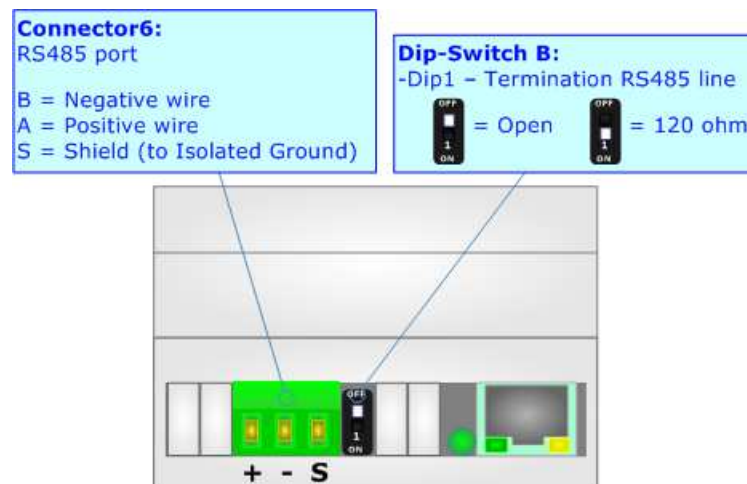 Connector6:
RS485 port
B = Negative wire
A = Positive wire
S = Shield (to Isolated Ground)
Dip-Switch B:
-Dip1 – Termination RS485 line
OFF
1
ON
= Open
OFF
1
ON
= 120 ohm
OFF
1
ON
+ - S